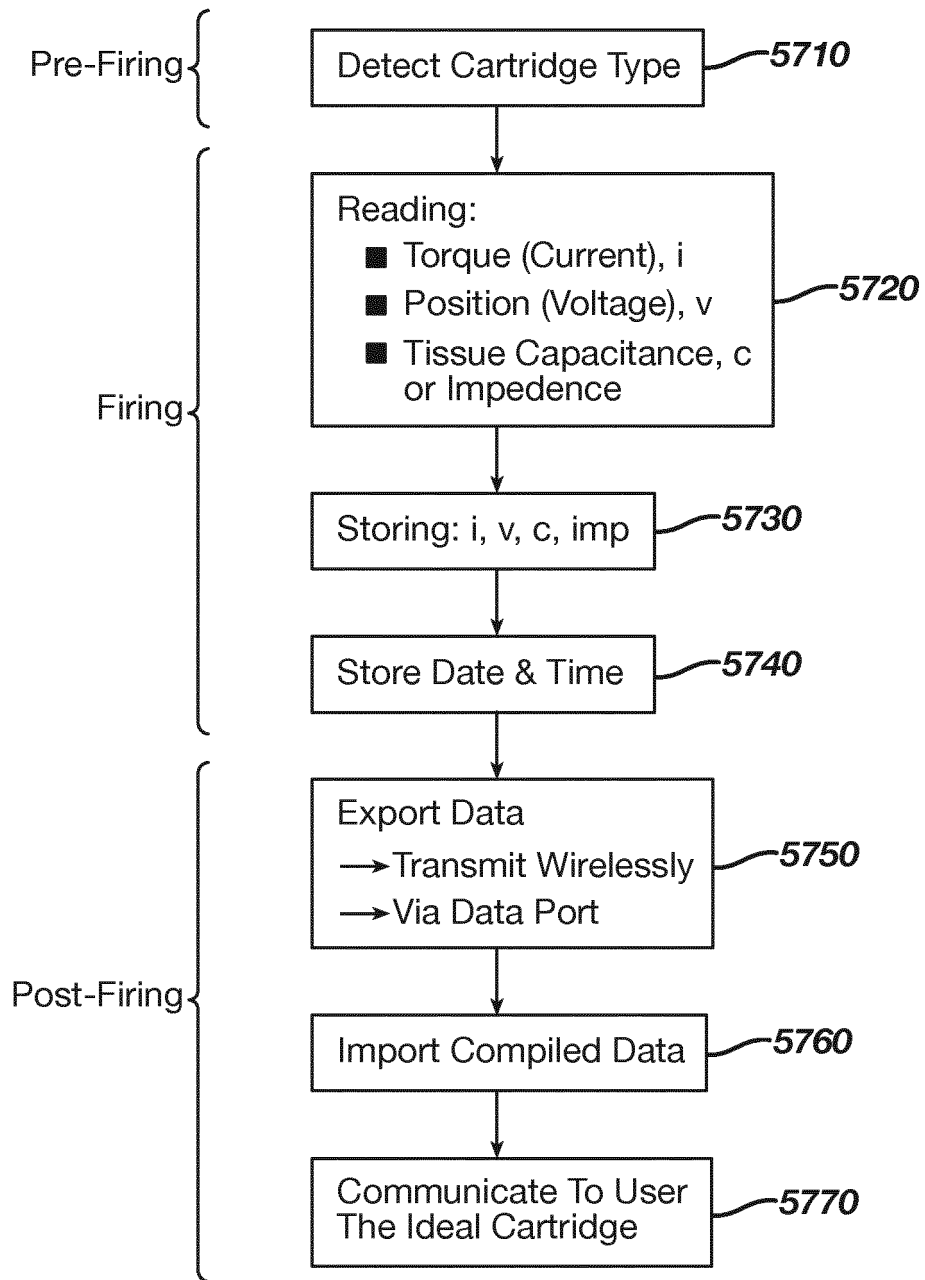 Pre-Firing
Detect Cartridge Type
5710
Reading:
■ Torque (Current), i
■ Position (Voltage), v
■ Tissue Capacitance, c
or Impedence
5720
Firing
Storing: i, v, c, imp
5730
Store Date & Time
5740
Export Data
→Transmit Wirelessly
→Via Data Port
5750
Post-Firing
Import Compiled Data
5760
Communicate To User
The Ideal Cartridge
5770